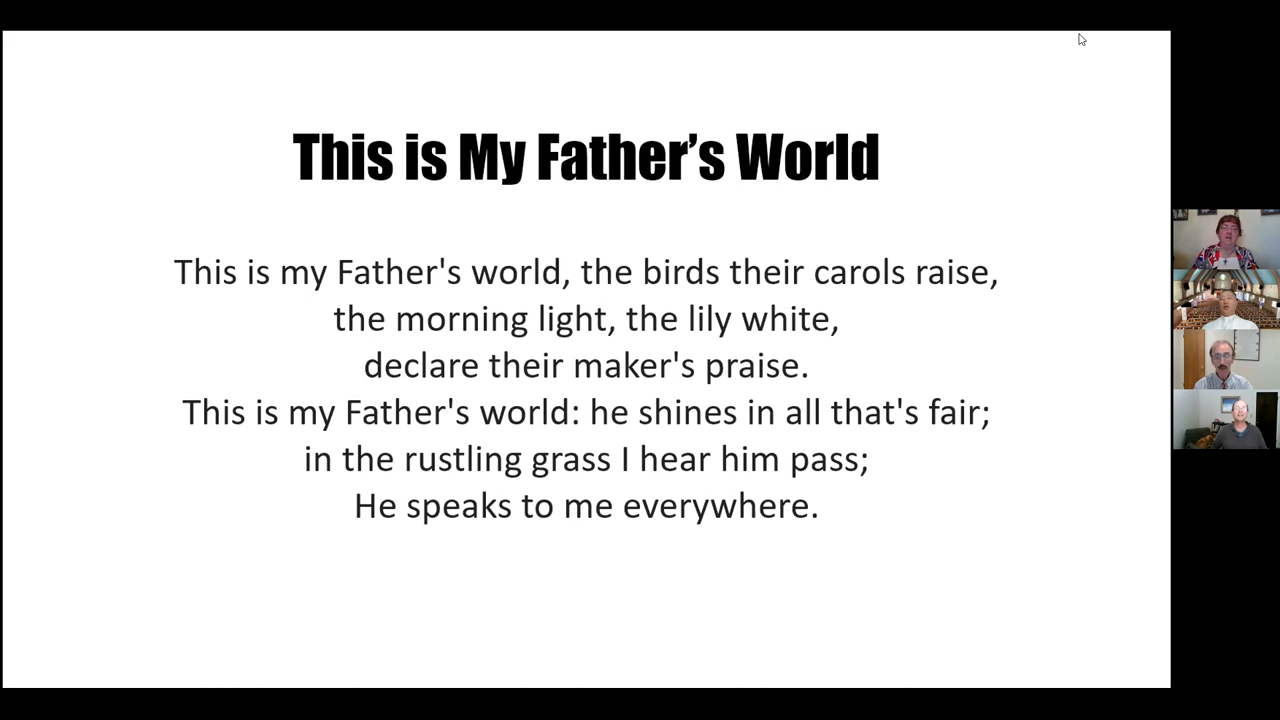 This is My Father’s World
This is my Father's world, the birds their carols raise,
the morning light, the lily white,
declare their maker's praise.
This is my Father's world: he shines in all that's fair;
in the rustling grass I hear him pass;
He speaks to me everywhere.